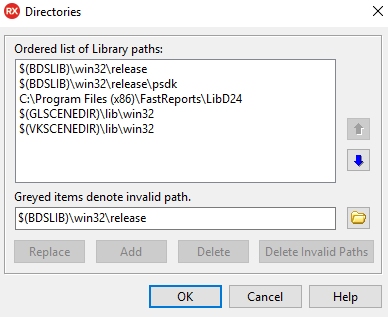 RX Directories
Ordered list of Library paths:
$(BDSLIB)\win32\release
$(BDSLIB)\win32\release\psdk
C:\Program Files (x86)\FastReports\LibD24
$(GLSCENEDIR)\lib\win32
$(VKSCENEDIR)\lib\win32
Greyed items denote invalid path.
$(BDSLIB)\win32\release
Replace Add Delete Delete Invalid Paths
OK Cancel Help